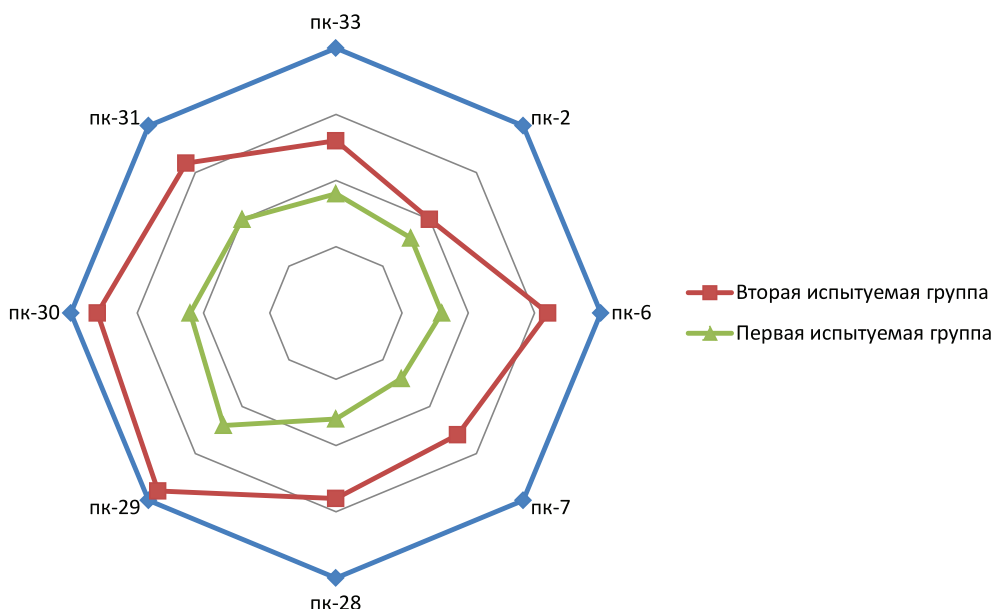 пк-33
пк-31
пк-2
пк-30
пк-6
Вторая испытуемая группа
Первая испытуемая группа
пк-29
пк-7
пк-28